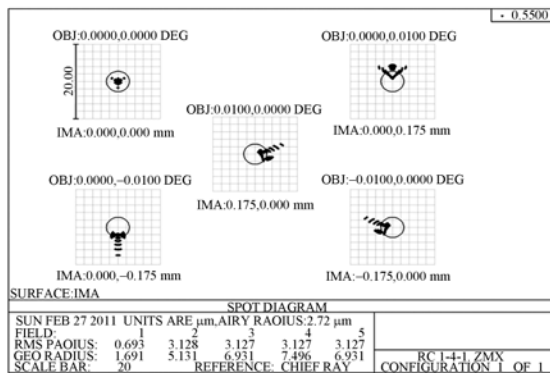 · 0.5500
OBJ:0.0000,0.0000 DEG
OBJ:0.0000,0.0100 DEG
20.00
IMA:0.000,0.000 mm
IMA:0.000,0.175 mm
OBJ:0.0100,0.0000 DEG
IMA:0.175,0.000 mm
OBJ:0.0000,−0.0100 DEG
OBJ:−0.0100,0.0000 DEG
IMA:0.000,−0.175 mm
IMA:−0.175,0.000 mm
SURFACE:IMA
SPOT DIAGRAM
SUN FEB 27 2011 UNITS ARE μm,AIRY RAOIUS:2.72 μm
FIELD: 1 2 3 4 5
RMS PAOIUS: 0.693 3.128 3.127 3.127 3.127
GEO RADIUS: 1.691 5.131 6.931 7.496 6.931
SCALE BAR: 20 REFERENCE: CHIEF RAY
RC 1-4-1. ZMX
CONFIGURATION 1 OF 1